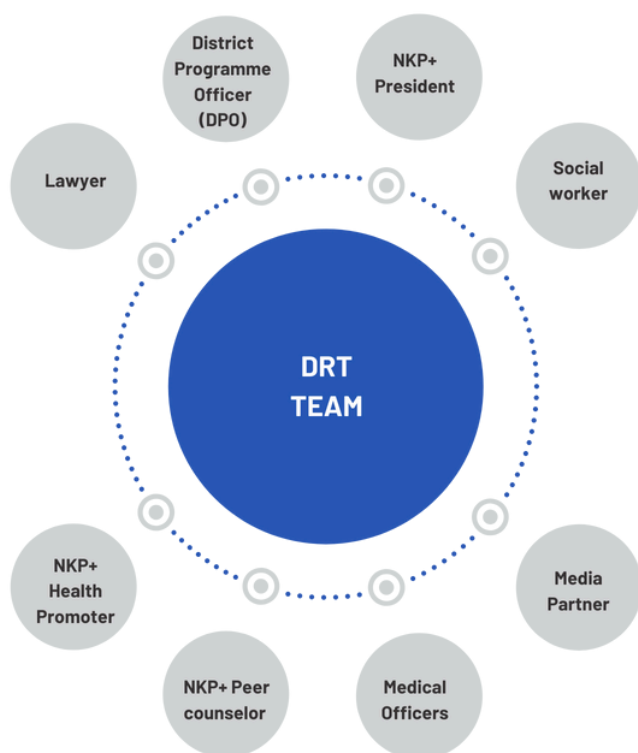 District
Programme
Officer
(DPO)
NKP+
President
Lawyer
Social
worker
DRT
TEAM
NKP+
Health
Promoter
Media
Partner
NKP+ Peer
counselor
Medical
Officers